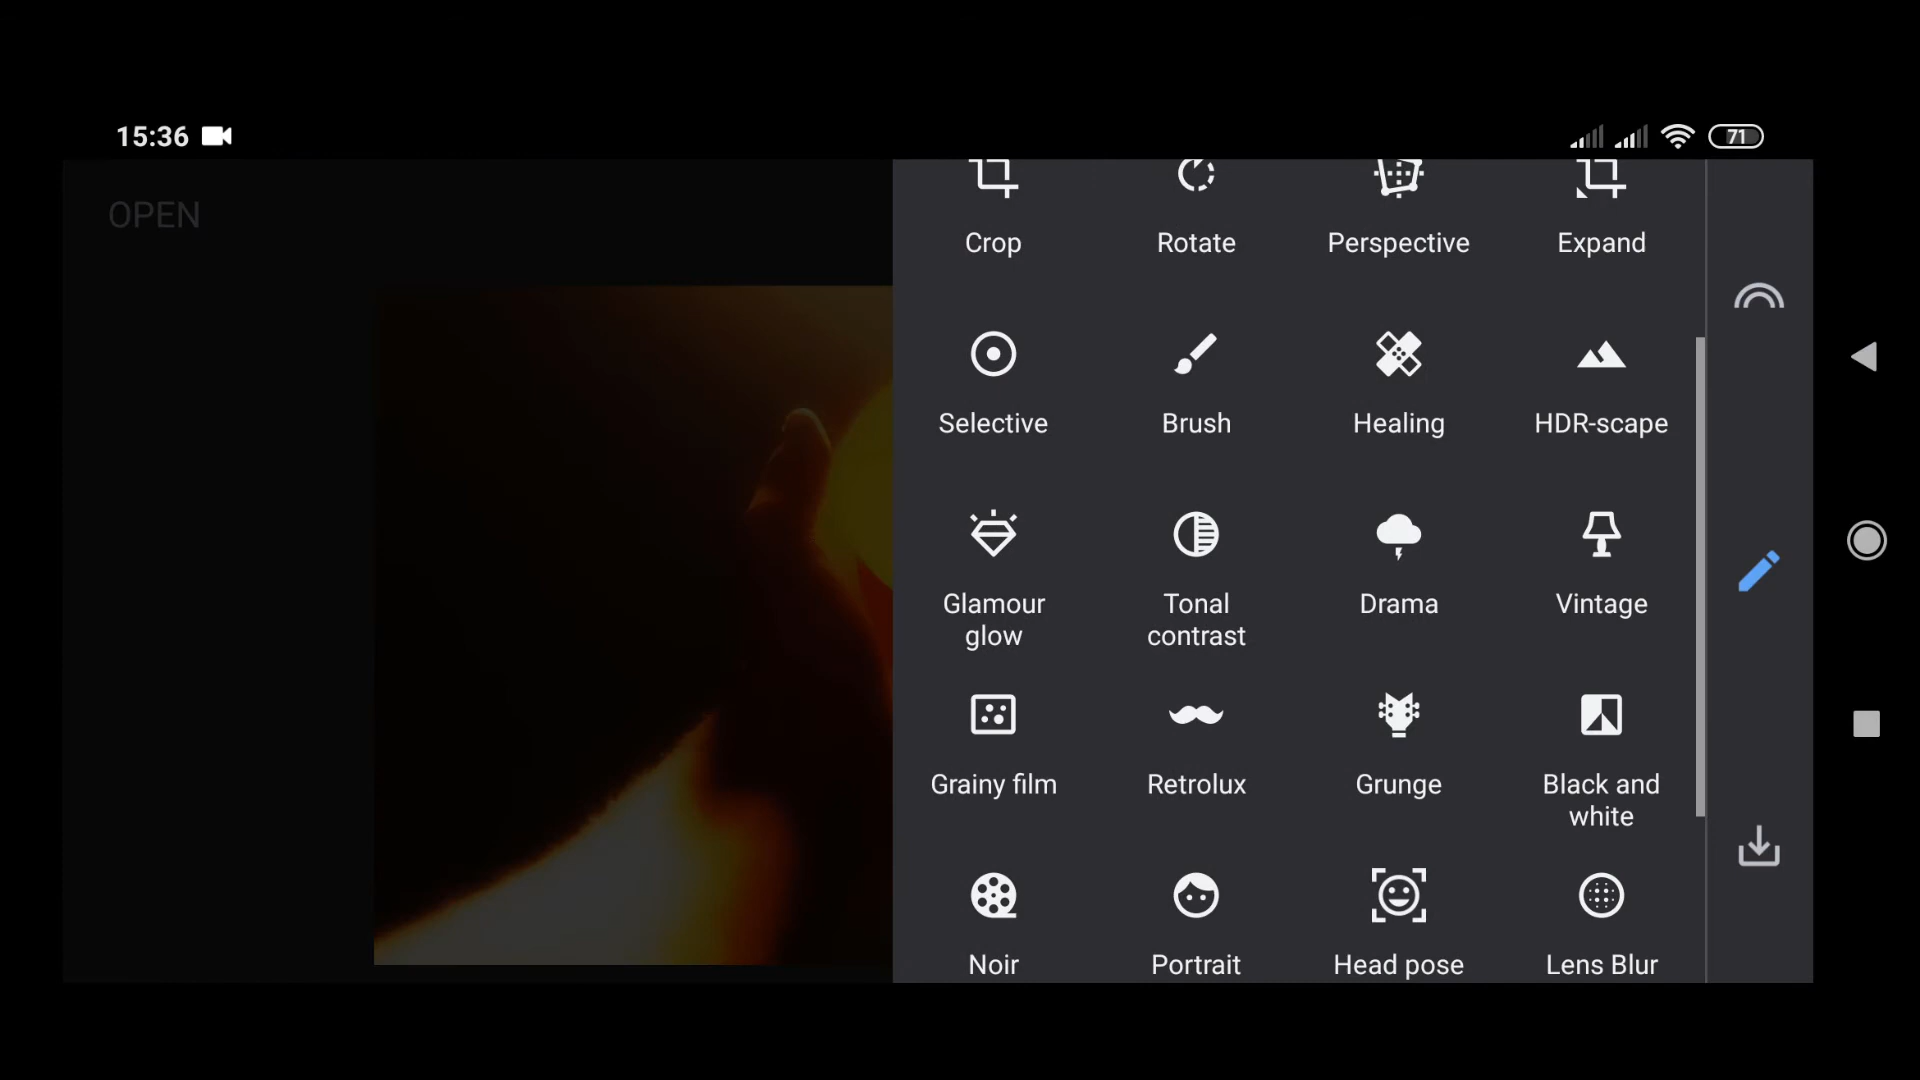 15:36
71
OPEN
Crop
Rotate
Perspective
Expand
Selective
Brush
Healing
HDR-scape
Glamour
glow
Tonal
contrast
Drama
Vintage
Grainy film
Retrolux
Grunge
Black and
white
Noir
Portrait
Head pose
Lens Blur